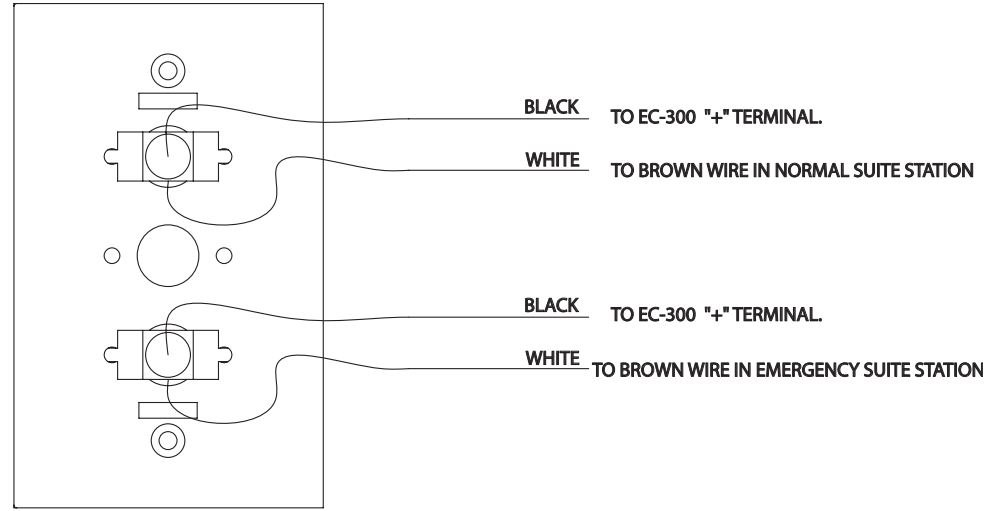 BLACK TO EC-300 "+" TERMINAL.
WHITE TO BROWN WIRE IN NORMAL SUITE STATION
BLACK TO EC-300 "+" TERMINAL.
WHITE TO BROWN WIRE IN EMERGENCY SUITE STATION